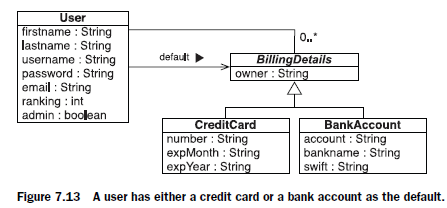 User
firstname : String
lastname : String
username : String
password : String
email : String
ranking : int
admin : boolean
0..*
default ▶
BillingDetails
owner : String
CreditCard
number : String
expMonth : String
expYear : String
BankAccount
account : String
bankname : String
swift : String
Figure 7.13 A user has either a credit card or a bank account as the default.